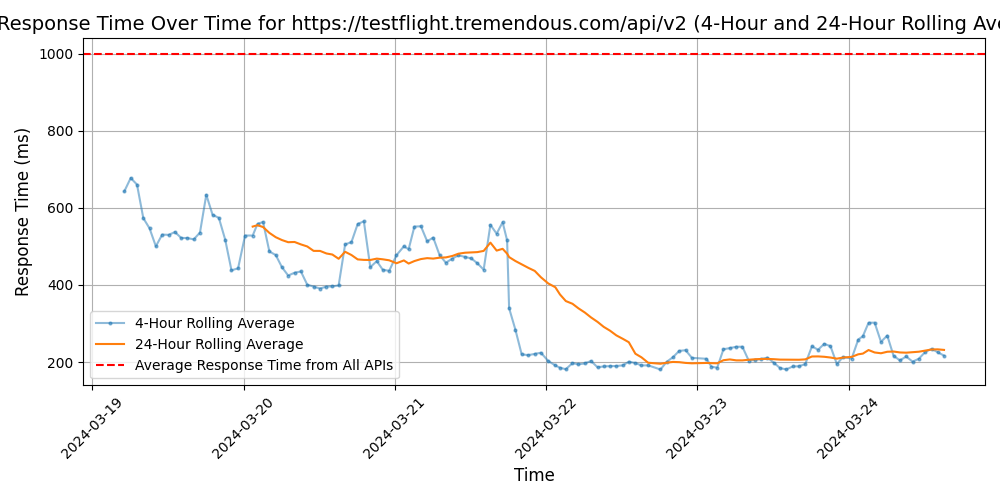 Response Time Over Time for https://testflight.tremendous.com/api/v2 (4-Hour and 24-Hour Rolling Ave
Response Time (ms)
1000
800
600
400
200
4-Hour Rolling Average
24-Hour Rolling Average
Average Response Time from All APIs
2024-03-19
2024-03-20
2024-03-21
2024-03-22
2024-03-23
2024-03-24
Time